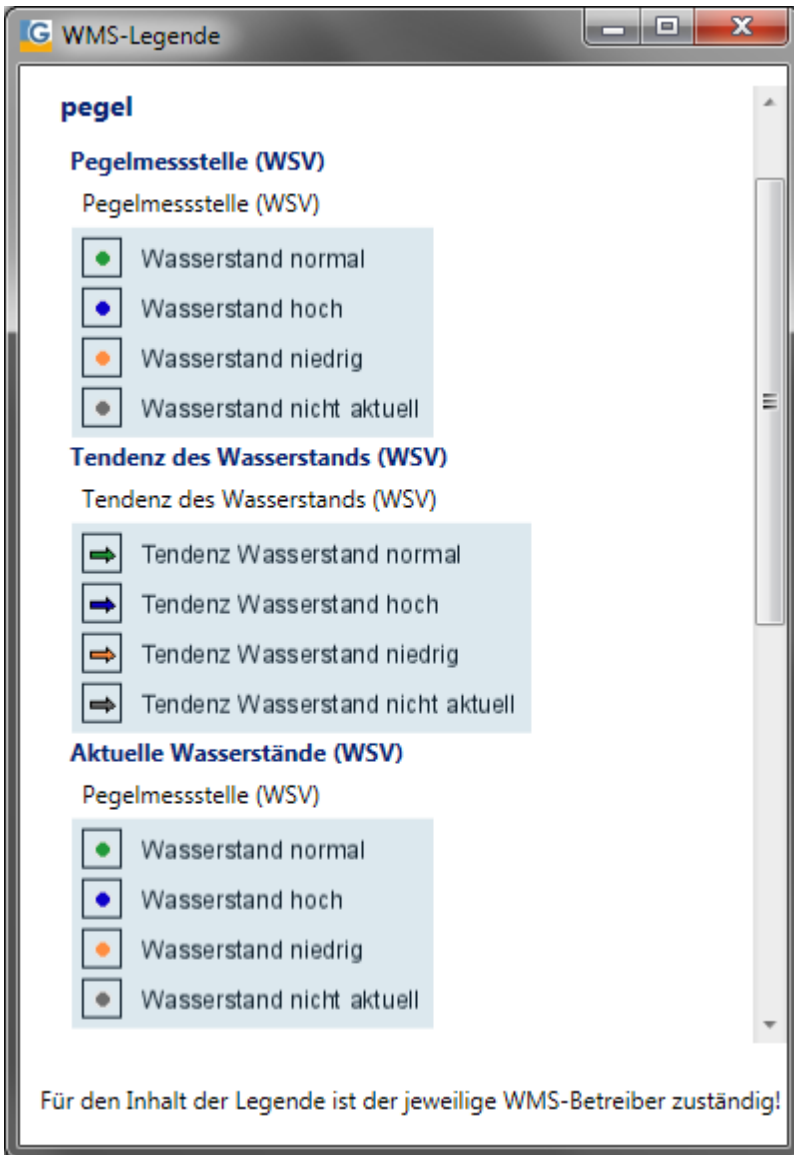 WMS-Legende
pegel
Pegelmessstelle (WSV)
Pegelmessstelle (WSV)
Wasserstand normal
Wasserstand hoch
Wasserstand niedrig
Wasserstand nicht aktuell
Tendenz des Wasserstands (WSV)
Tendenz des Wasserstands (WSV)
Tendenz Wasserstand normal
Tendenz Wasserstand hoch
Tendenz Wasserstand niedrig
Tendenz Wasserstand nicht aktuell
Aktuelle Wasserstände (WSV)
Pegelmessstelle (WSV)
Wasserstand normal
Wasserstand hoch
Wasserstand niedrig
Wasserstand nicht aktuell
Für den Inhalt der Legende ist der jeweilige WMS-Betreiber zuständig!